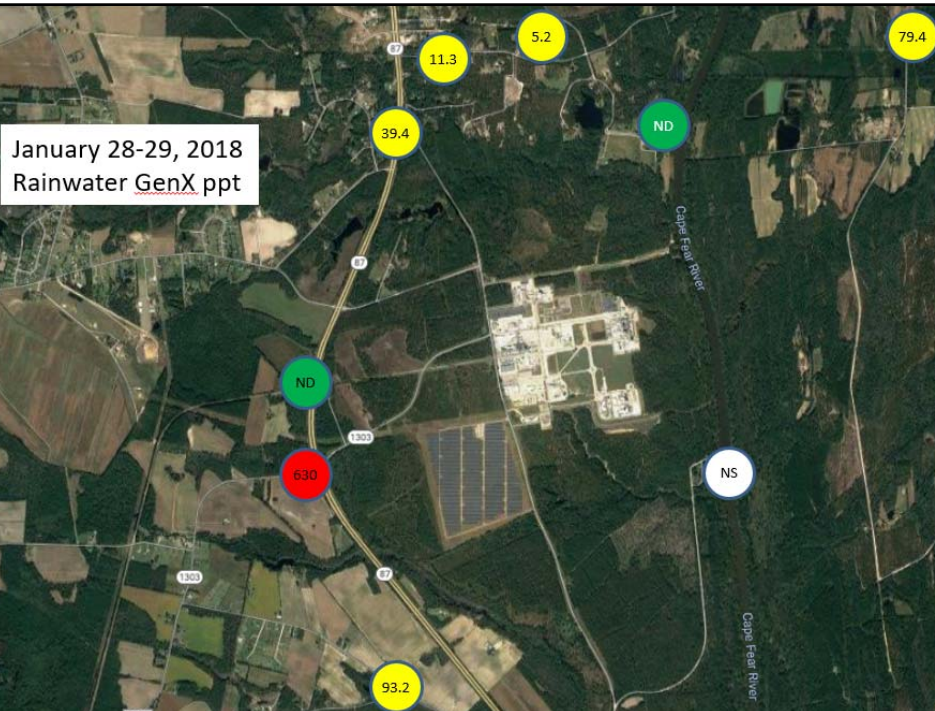 5.2
79.4
87
11.3
ND
39.4
January 28-29, 2018
Rainwater GenX ppt
Cape Fear River
87
ND
1303
630
NS
87
1303
Cape Fear River
93.2